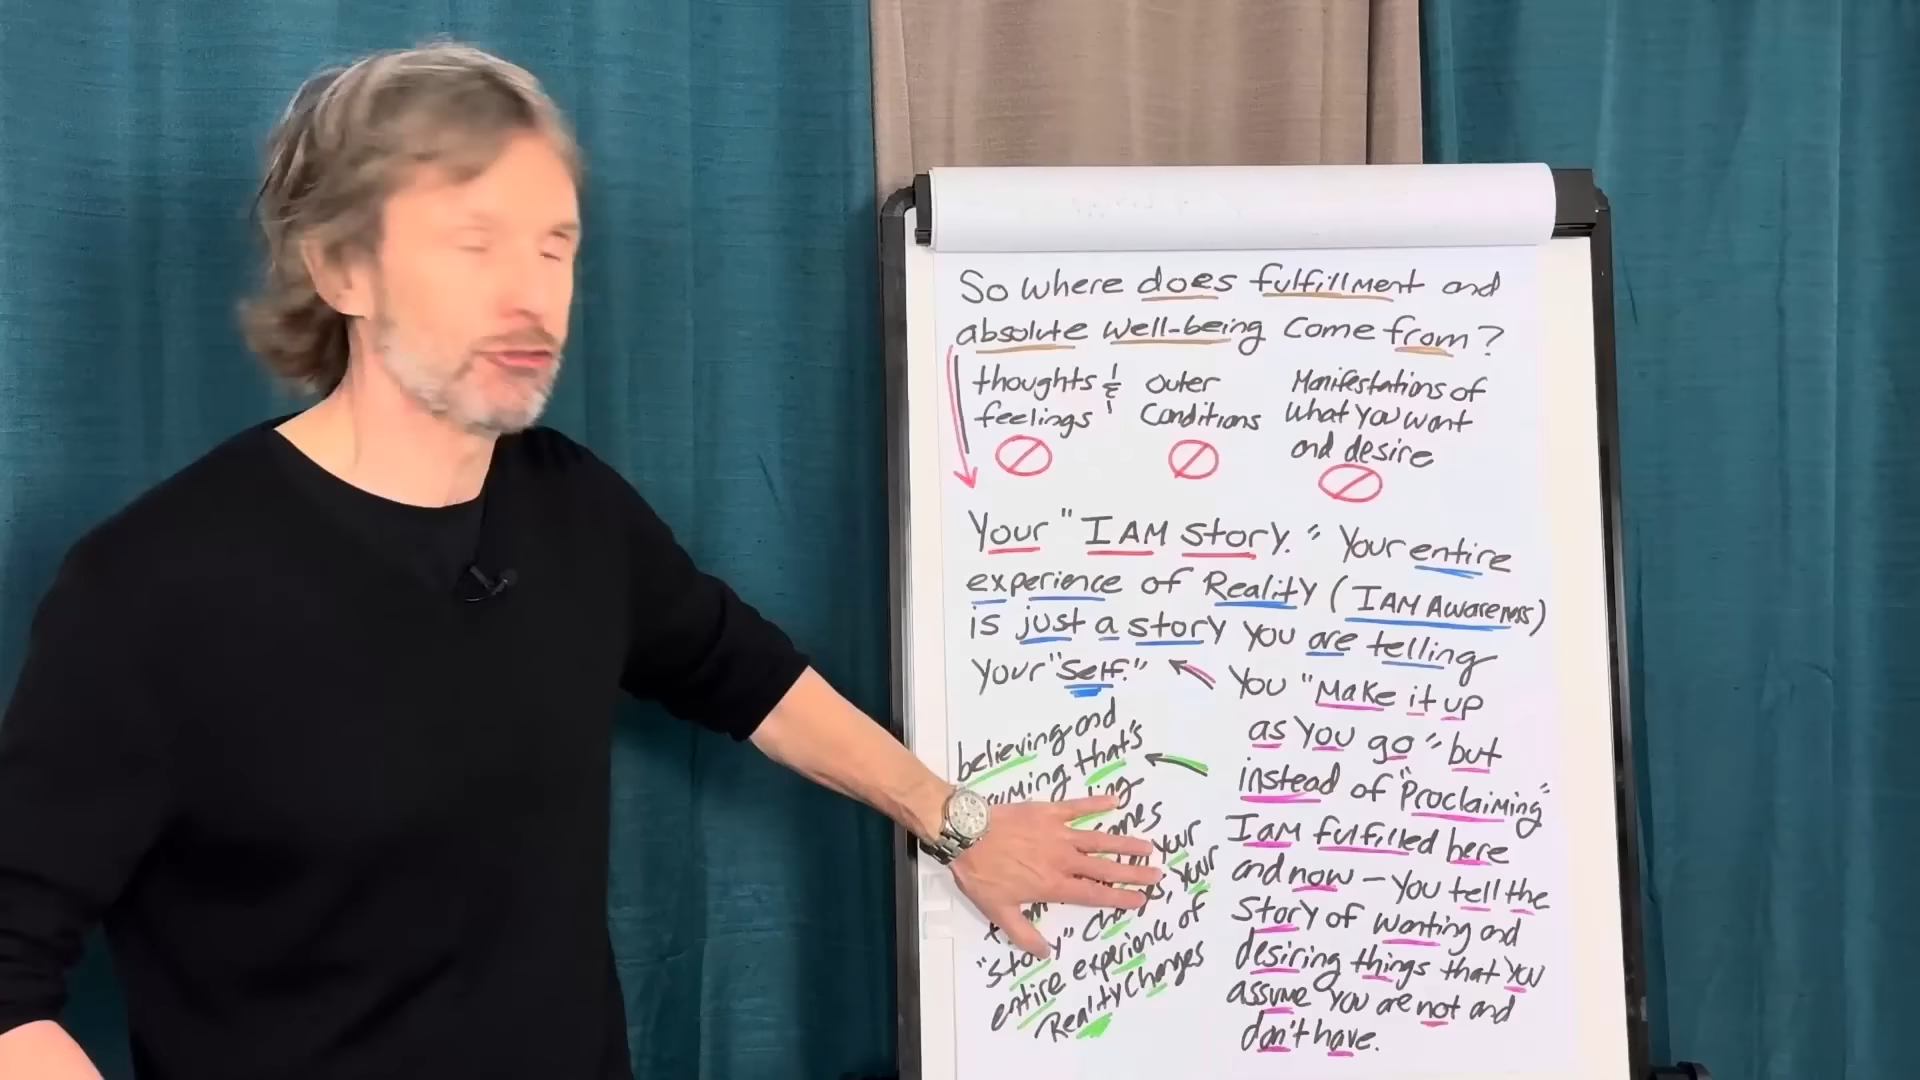 So where does fulfillment and
absolute well-being come from?
thoughts &
feelings
outer
Conditions
Manifestations of
what you want
and desire
Your "I AM Story." Your entire
experience of Reality (I AM Awareness)
is just a story you are telling
Your "Self."
You "Make it up
as you go" but
instead of "Proclaiming"
I am fulfilled here
and now - You tell the
Story of wanting and
desiring things that you
assume you are not and
don't have.
believing and
that's
your
"Story" changes, your
entire experience of
Reality Changes